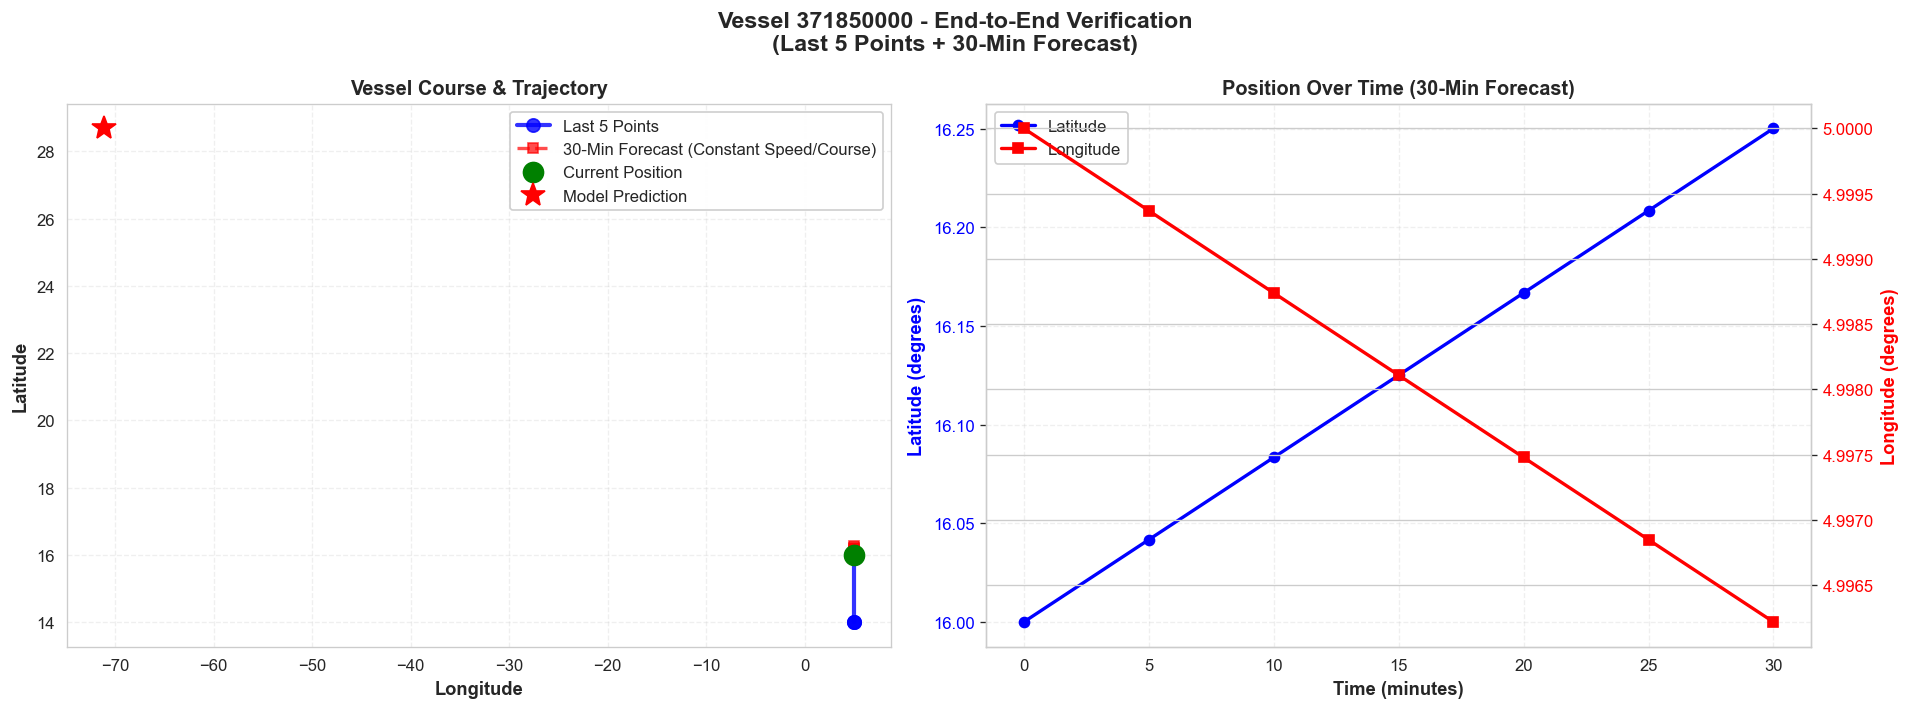 Vessel 371850000 - End-to-End Verification
(Last 5 Points + 30-Min Forecast)
Vessel Course & Trajectory
Last 5 Points
30-Min Forecast (Constant Speed/Course)
Current Position
Model Prediction
28
26
24
22
20
18
16
14
Latitude
−70
−60
−50
−40
−30
−20
−10
0
Longitude
Position Over Time (30-Min Forecast)
Latitude
Longitude
16.25
16.20
16.15
16.10
16.05
16.00
Latitude (degrees)
5.0000
4.9995
4.9990
4.9985
4.9980
4.9975
4.9970
4.9965
Longitude (degrees)
0
5
10
15
20
25
30
Time (minutes)